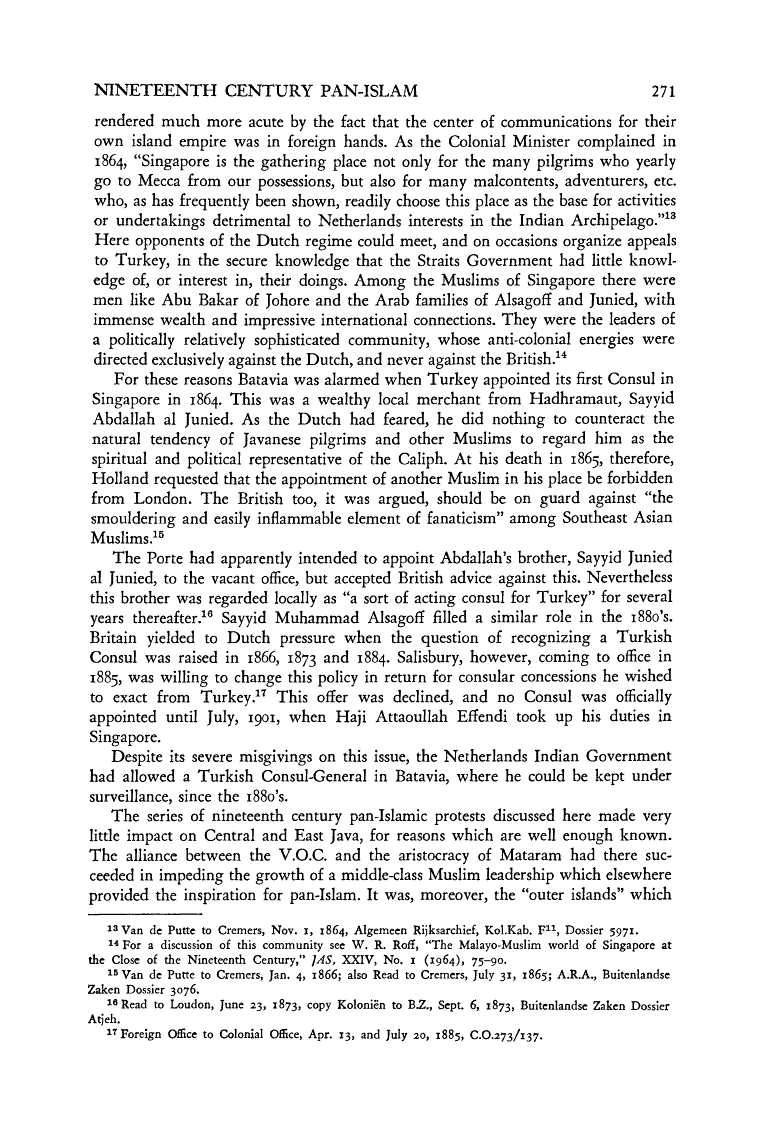 NINETEENTH CENTURY PAN-ISLAM 271
rendered much more acute by the fact that the center of communications for their
own island empire was in foreign hands. As the Colonial Minister complained in
1864, "Singapore is the gathering place not only for the many pilgrims who yearly
go to Mecca from our possessions, but also for many malcontents, adventurers, etc.
who, as has frequently been shown, readily choose this place as the base for activities
or undertakings detrimental to Netherlands interests in the Indian Archipelago."13
Here opponents of the Dutch regime could meet, and on occasions organize appeals
to Turkey, in the secure knowledge that the Straits Government had little knowl-
edge of, or interest in, their doings. Among the Muslims of Singapore there were
men like Abu Bakar of Johore and the Arab families of Alsagoff and Junied, with
immense wealth and impressive international connections. They were the leaders of
a politically relatively sophisticated community, whose anti-colonial energies were
directed exclusively against the Dutch, and never against the British.14
For these reasons Batavia was alarmed when Turkey appointed its first Consul in
Singapore in 1864. This was a wealthy local merchant from Hadhramaut, Sayyid
Abdallah al Junied. As the Dutch had feared, he did nothing to counteract the
natural tendency of Javanese pilgrims and other Muslims to regard him as the
spiritual and political representative of the Caliph. At his death in 1865, therefore,
Holland requested that the appointment of another Muslim in his place be forbidden
from London. The British too, it was argued, should be on guard against "the
smouldering and easily inflammable element of fanaticism" among Southeast Asian
Muslims.15
The Porte had apparently intended to appoint Abdallah's brother, Sayyid Junied
al Junied, to the vacant office, but accepted British advice against this. Nevertheless
this brother was regarded locally as "a sort of acting consul for Turkey" for several
years thereafter.16 Sayyid Muhammad Alsagoff filled a similar role in the 1880's.
Britain yielded to Dutch pressure when the question of recognizing a Turkish
Consul was raised in 1866, 1873 and 1884. Salisbury, however, coming to office in
1885, was willing to change this policy in return for consular concessions he wished
to exact from Turkey.17 This offer was declined, and no Consul was officially
appointed until July, 1901, when Haji Attaoullah Effendi took up his duties in
Singapore.
Despite its severe misgivings on this issue, the Netherlands Indian Government
had allowed a Turkish Consul-General in Batavia, where he could be kept under
surveillance, since the 1880's.
The series of nineteenth century pan-Islamic protests discussed here made very
little impact on Central and East Java, for reasons which are well enough known.
The alliance between the V.O.C. and the aristocracy of Mataram had there suc-
ceeded in impeding the growth of a middle-class Muslim leadership which elsewhere
provided the inspiration for pan-Islam. It was, moreover, the "outer islands" which
13 Van de Putte to Cremers, Nov. 1, 1864, Algemeen Rijksarchief, Kol.Kab. F11, Dossier 5971.
14 For a discussion of this community see W. R. Roff, "The Malayo-Muslim world of Singapore at
the Close of the Nineteenth Century," JAS, XXIV, No. 1 (1964), 75-90.
15 Van de Putte to Cremers, Jan. 4, 1866; also Read to Cremers, July 31, 1865; A.R.A., Buitenlandse
Zaken Dossier 3076.
16 Read to Loudon, June 23, 1873, copy Koloniën to B.Z., Sept. 6, 1873, Buitenlandse Zaken Dossier
Atjeh.
17 Foreign Office to Colonial Office, Apr. 13, and July 20, 1885, C.O.273/137.